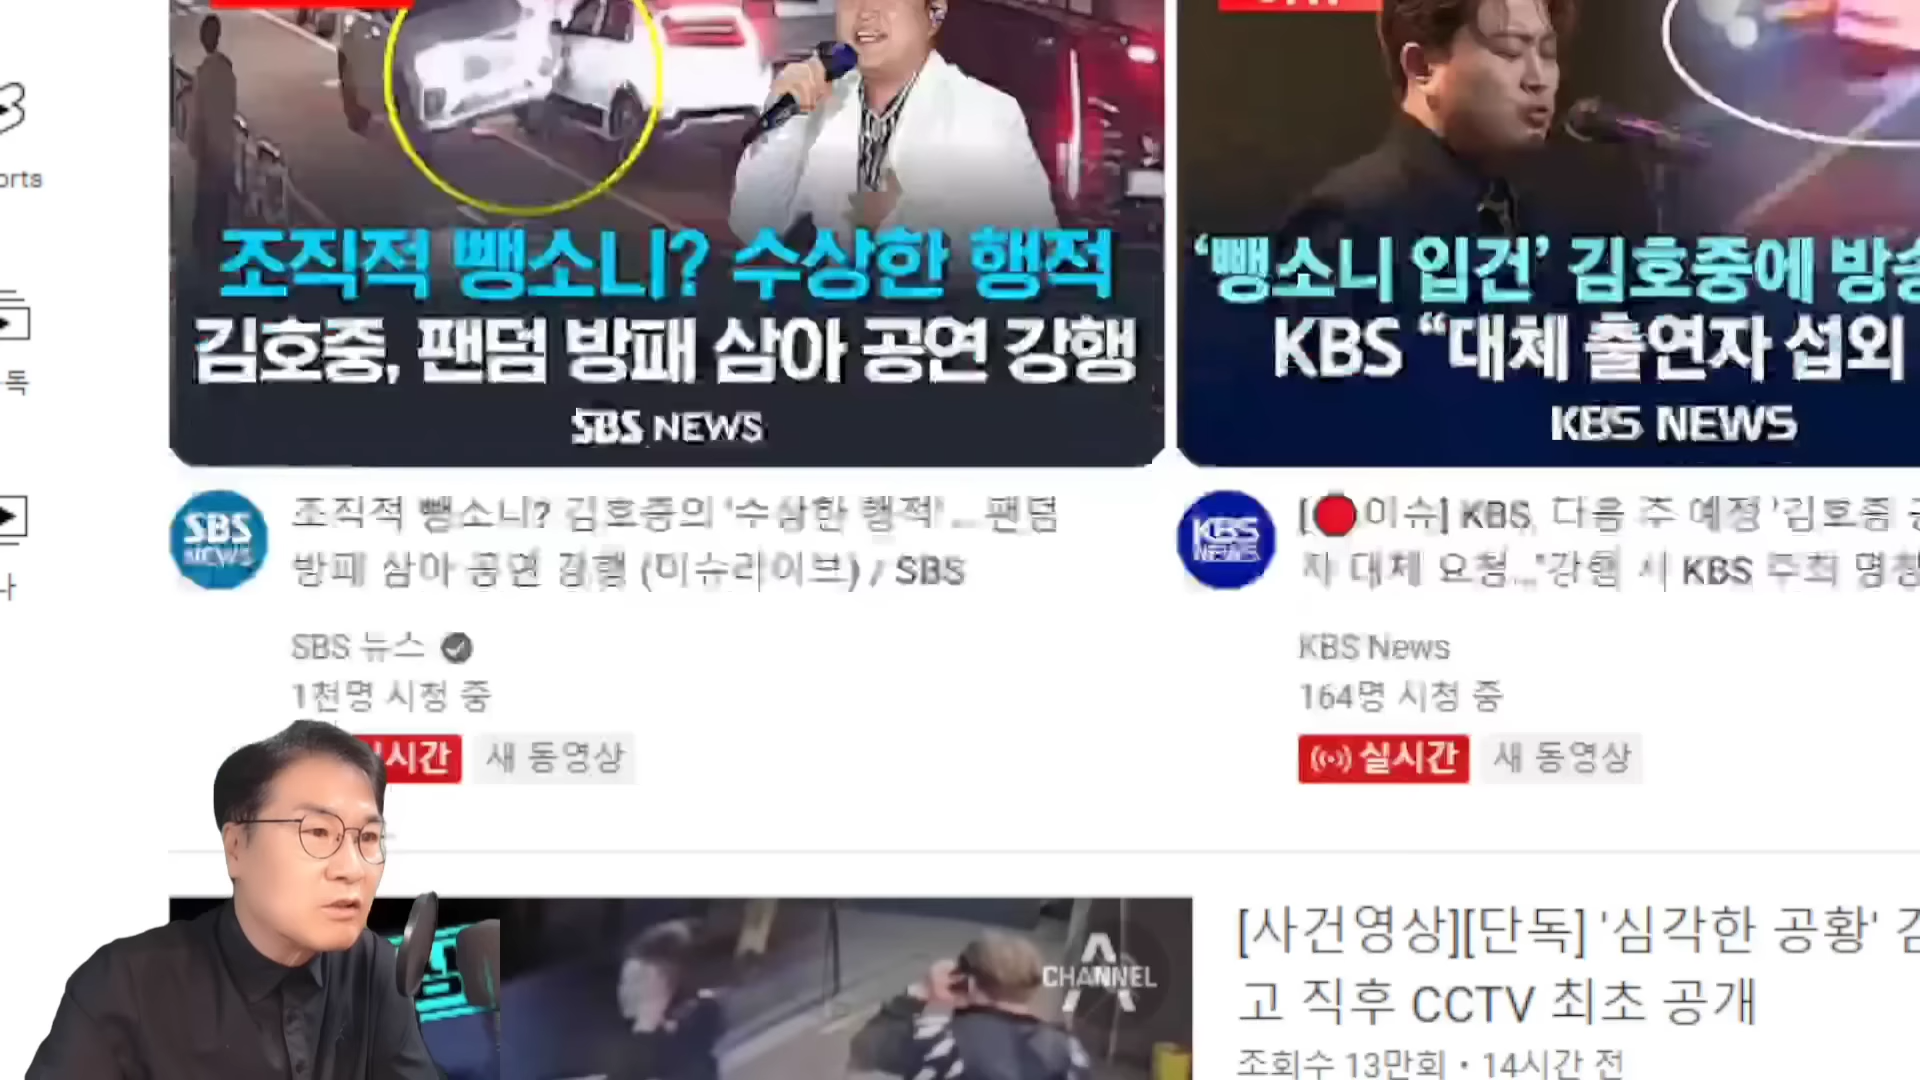 orts
독
나
조직적 뺑소니? 수상한 행적
김호중, 팬덤 방패 삼아 공연 강행
SBS NEWS
‘뺑소니 입건’ 김호중에
KBS “대체 출연자 섭외
KBS NEWS
SBS NEWS
조직적 뺑소니? 김호중의 '수상한 행적'... 팬덤
방패 삼아 공연 강행 (이슈라이브) / SBS
SBS 뉴스
1천명 시청 중
시간
새 동영상
KBS NEWS
[🔴이슈] KBS, 다음 주 예정 '김호중
자 대체 요청..."강행 시 KBS 주최
KBS News
164명 시청 중
실시간
새 동영상
CHANNEL A
[사건영상][단독] '심각한 공황'
고 직후 CCTV 최초 공개
조회수 13만회 • 14시간 전